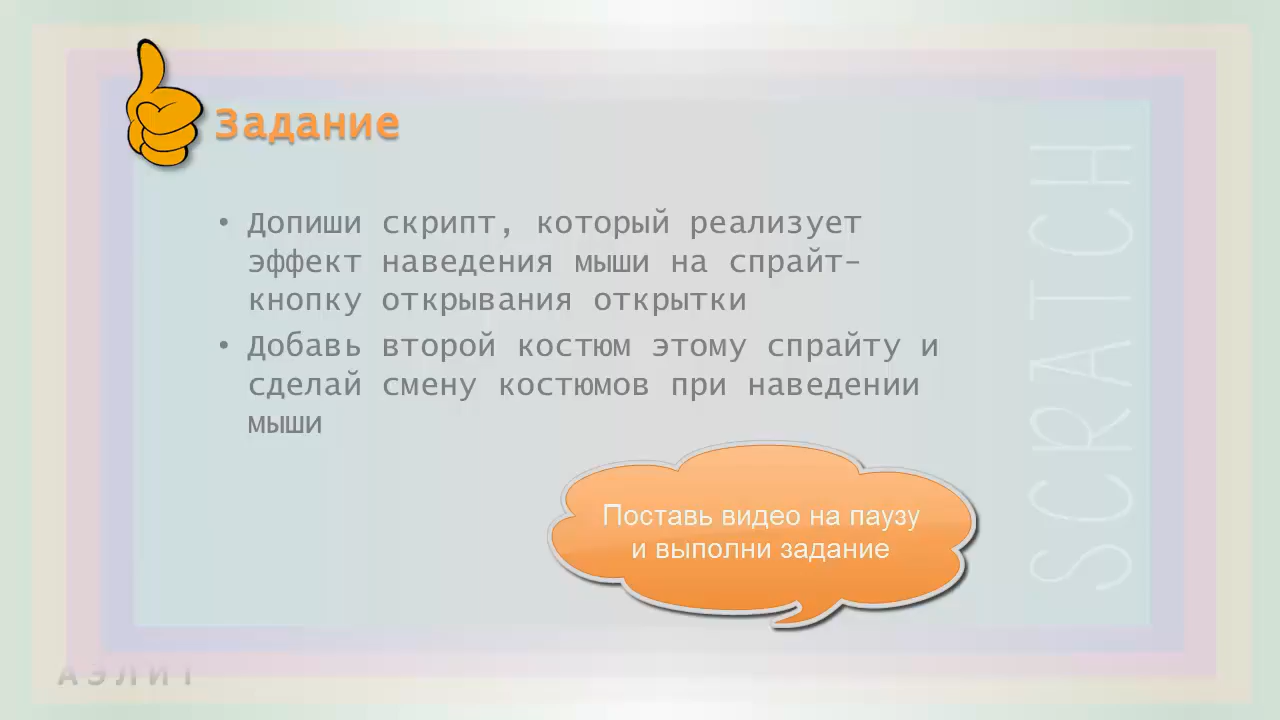 Задание
• Допиши скрипт, который реализует
эффект наведения мыши на спрайт-
кнопку открывания открытки
• Добавь второй костюм этому спрайту и
сделай смену костюмов при наведении
мыши
Поставь видео на паузу
и выполни задание
SCRATCH